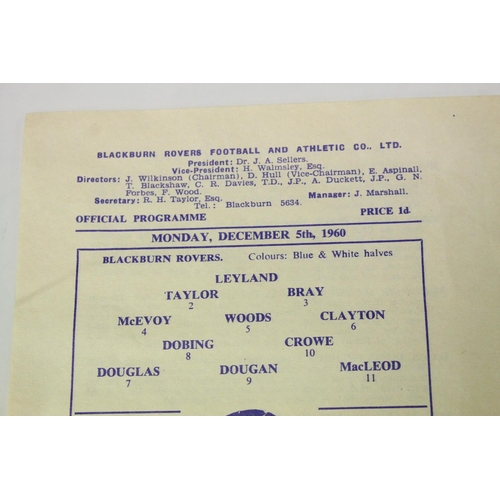 BLACKBURN ROVERS FOOTBALL AND ATHLETIC CO., LTD.
President: Dr. J. A. Sellers.
Vice-President: H. Walmsley, Esq.
Directors: J. Wilkinson (Chairman), D. Hull (Vice-Chairman), E. Aspinall,
T. Blackshaw, C. R. Davies, T.D., J.P., A. Duckett, J.P., G. N.
Forbes, F. Wood.
Secretary: R. H. Taylor, Esq. Manager: J. Marshall.
Tel.: Blackburn 5634.
OFFICIAL PROGRAMME PRICE 1d.
MONDAY, DECEMBER 5th, 1960
BLACKBURN ROVERS. Colours: Blue & White halves
LEYLAND
TAYLOR BRAY
2 3
McEVOY WOODS CLAYTON
4 5 6
DOBING CROWE
8 10
DOUGLAS DOUGAN MacLEOD
7 9 11